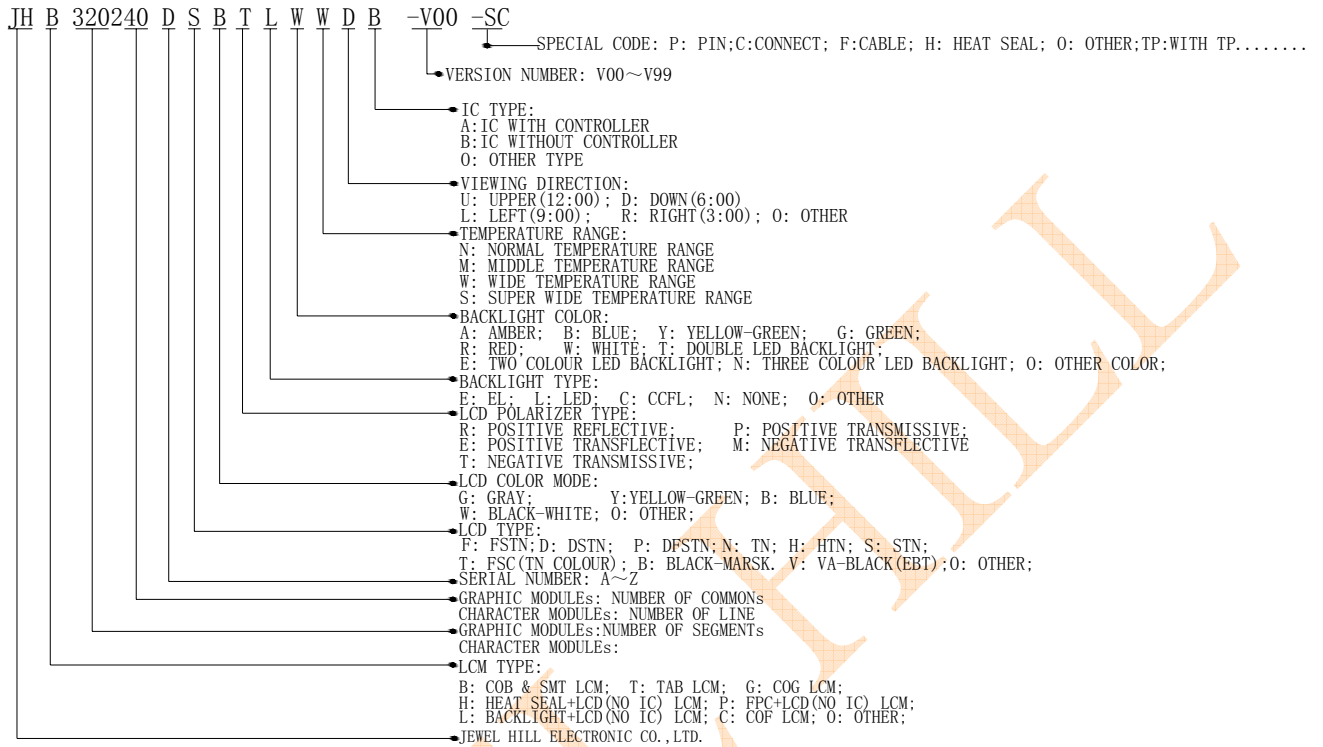 JH B 320240 D S B T L W W D B -V00 -SC
SPECIAL CODE: P: PIN;C:CONNECT; F:CABLE; H: HEAT SEAL; O: OTHER;TP:WITH TP........
VERSION NUMBER: V00～V99
IC TYPE:
A:IC WITH CONTROLLER
B:IC WITHOUT CONTROLLER
O: OTHER TYPE
VIEWING DIRECTION:
U: UPPER(12:00); D: DOWN(6:00)
L: LEFT(9:00); R: RIGHT(3:00); O: OTHER
TEMPERATURE RANGE:
N: NORMAL TEMPERATURE RANGE
M: MIDDLE TEMPERATURE RANGE
W: WIDE TEMPERATURE RANGE
S: SUPER WIDE TEMPERATURE RANGE
BACKLIGHT COLOR:
A: AMBER; B: BLUE; Y: YELLOW-GREEN; G: GREEN;
R: RED; W: WHITE; T: DOUBLE LED BACKLIGHT;
E: TWO COLOUR LED BACKLIGHT; N: THREE COLOUR LED BACKLIGHT; O: OTHER COLOR;
BACKLIGHT TYPE:
E: EL; L: LED; C: CCFL; N: NONE; O: OTHER
LCD POLARIZER TYPE:
R: POSITIVE REFLECTIVE; P: POSITIVE TRANSMISSIVE;
E: POSITIVE TRANSFLECTIVE; M: NEGATIVE TRANSFLECTIVE
T: NEGATIVE TRANSMISSIVE;
LCD COLOR MODE:
G: GRAY; Y:YELLOW-GREEN; B: BLUE;
W: BLACK-WHITE; O: OTHER;
LCD TYPE:
F: FSTN;D: DSTN; P: DFSTN;N: TN; H: HTN; S: STN;
T: FSC(TN COLOUR); B: BLACK-MARSK. V: VA-BLACK(EBT);O: OTHER;
SERIAL NUMBER: A～Z
GRAPHIC MODULEs: NUMBER OF COMMONs
CHARACTER MODULEs: NUMBER OF LINE
GRAPHIC MODULEs:NUMBER OF SEGMENTs
CHARACTER MODULEs:
LCM TYPE:
B: COB & SMT LCM; T: TAB LCM; G: COG LCM;
H: HEAT SEAL+LCD(NO IC) LCM; P: FPC+LCD(NO IC) LCM;
L: BACKLIGHT+LCD(NO IC) LCM; C: COF LCM; O: OTHER;
JEWEL HILL ELECTRONIC CO.,LTD.
HILL